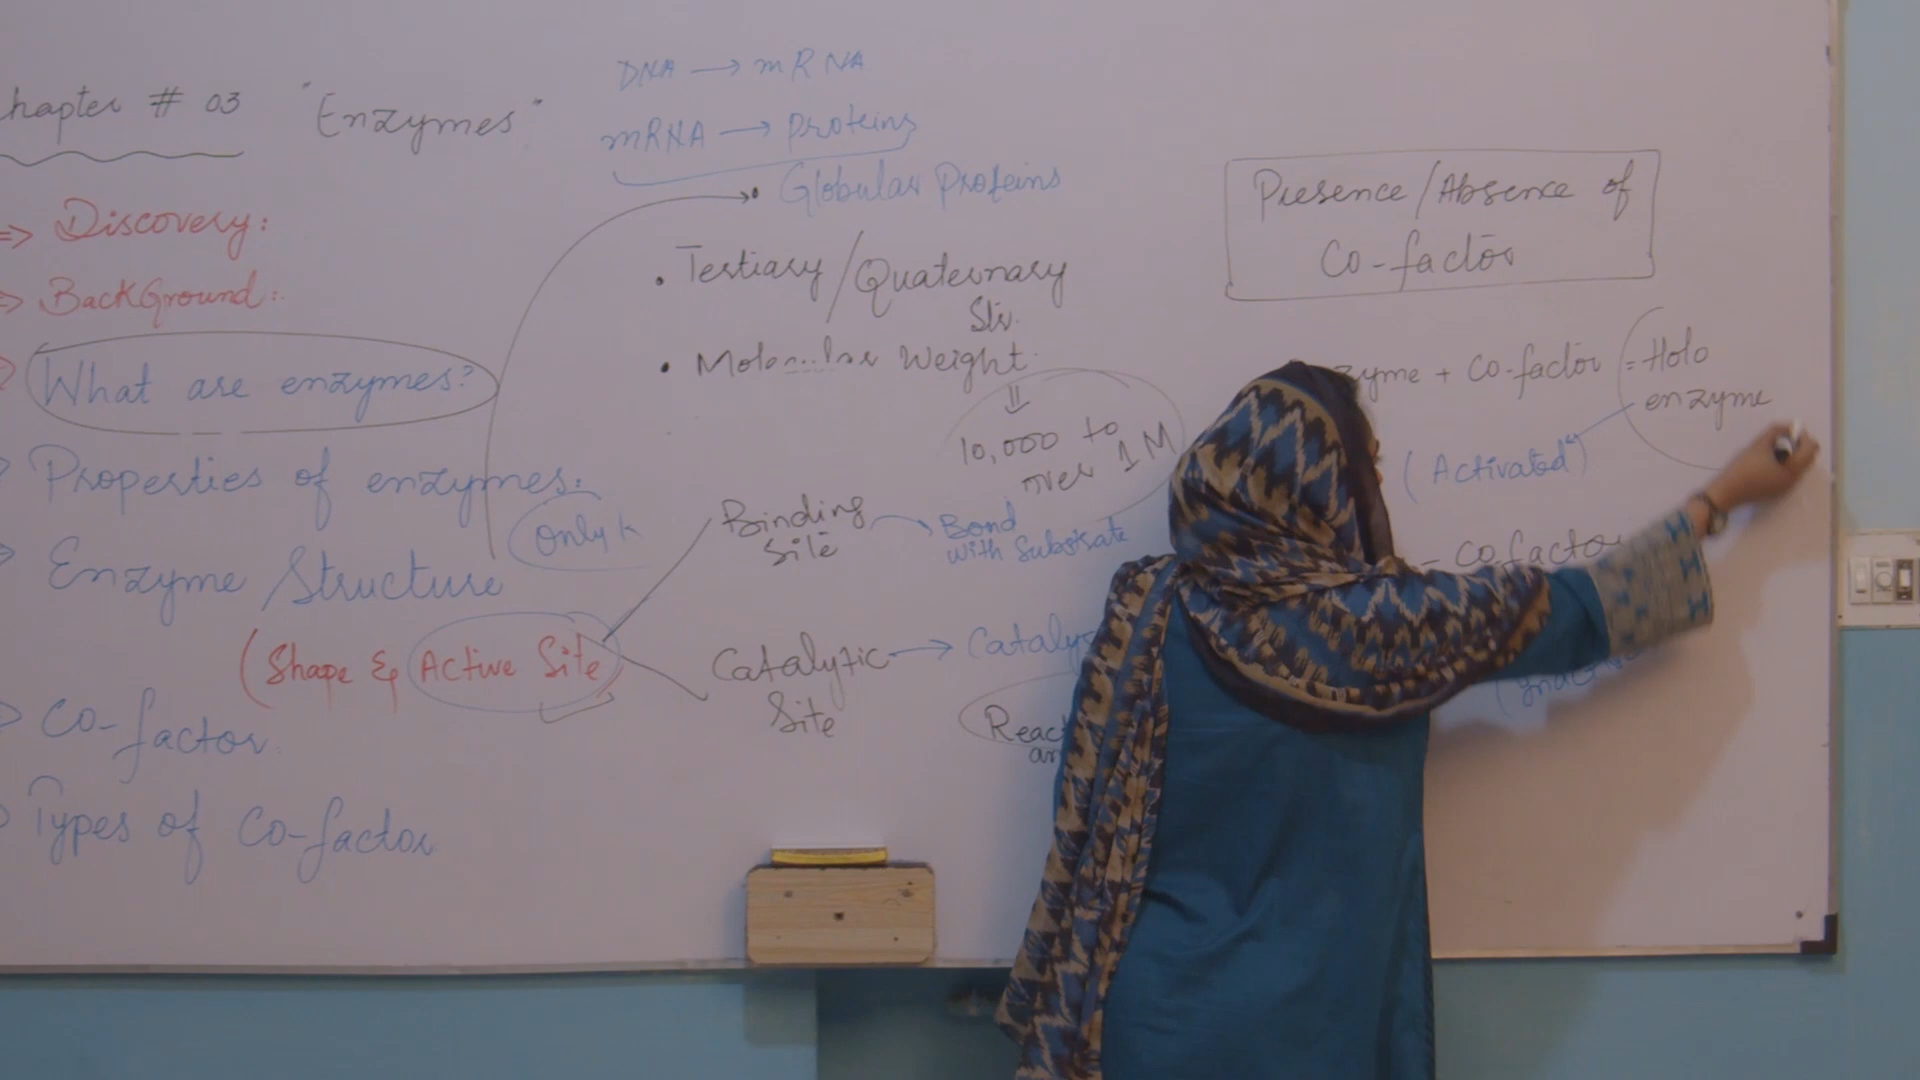 hapter # 03 "Enzymes"
=> Discovery:
=> BackGround:
What are enzymes?
Properties of enzymes:
Enzyme Structure
(Shape & Active Site
Co-factor
Types of Co-factor
DNA → mRNA
mRNA → Proteins
• Globular Proteins
• Tertiary/Quaternary
Str.
• Molecular Weight
10,000 to
over 1M
Only
Binding
Site
Bond
with Substrate
Catalytic
Site
Presence/Absence of
Co-factor
zyme + Co-factor = Holo
enzyme
(Activated)
- Co factor